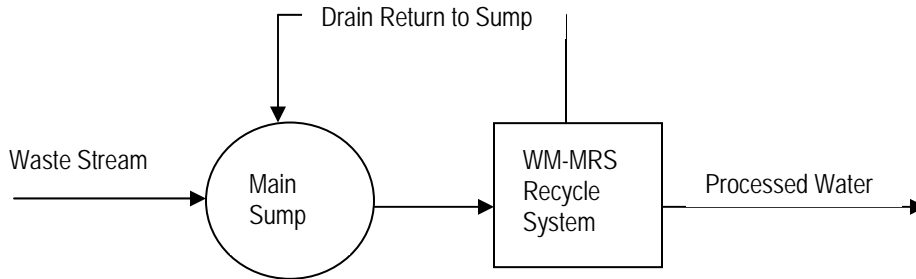 Drain Return to Sump
Waste Stream
Main
Sump
WM-MRS
Recycle
System
Processed Water